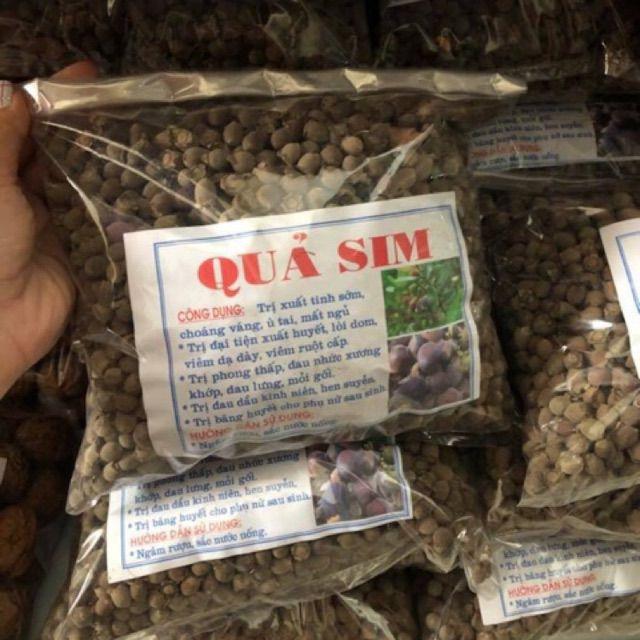 QUẢ SIM
CÔNG DỤNG: Trị xuất tinh sớm,
choáng váng, ù tai, mất ngủ
• Trị đại tiện xuất huyết, lòi dom,
viêm dạ dày, viêm ruột cấp
• Trị phong thấp, đau nhức xương
khớp, đau lưng, mỏi gối.
• Trị đau đầu kinh niên, hen suyễn.
• Trị băng huyết cho phụ nữ sau sinh
HƯỚNG DẪN SỬ DỤNG:
• Ngâm rượu, sắc nước uống.
• Trị phong thấp, đau nhức xương
khớp, đau lưng, mỏi gối.
• Trị đau đầu kinh niên, hen suyễn.
• Trị băng huyết cho phụ nữ sau sinh.
HƯỚNG DẪN SỬ DỤNG:
• Ngâm rượu, sắc nước uống.
khớp, đau lưng, mỏi gối.
• Trị đau đầu kinh niên, hen
• Trị băng huyết cho phụ nữ
HƯỚNG DẪN SỬ DỤNG:
• Ngâm rượu, sắc nước uống.